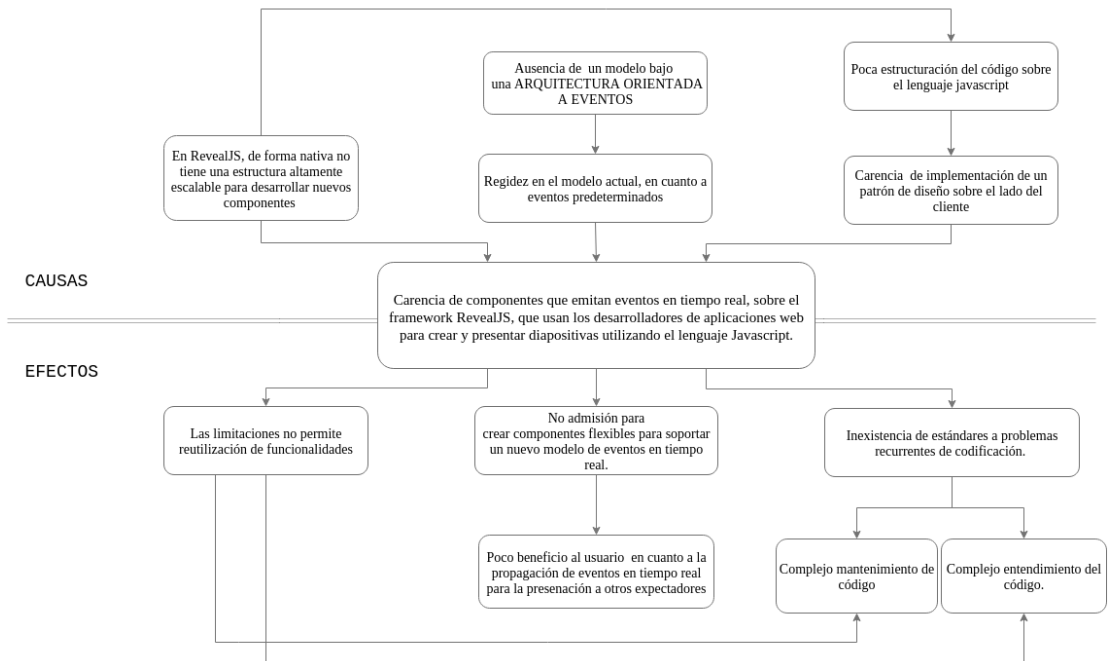 Ausencia de un modelo bajo
una ARQUITECTURA ORIENTADA
A EVENTOS
Poca estructuración del código sobre
el lenguaje javascript
En RevealJS, de forma nativa no
tiene una estructura altamente
escalable para desarrollar nuevos
componentes
Regidez en el modelo actual, en cuanto a
eventos predeterminados
Carencia de implementación de un
patrón de diseño sobre el lado del
cliente
CAUSAS
Carencia de componentes que emitan eventos en tiempo real, sobre el
framework RevealJS, que usan los desarrolladores de aplicaciones web
para crear y presentar diapositivas utilizando el lenguaje Javascript.
EFECTOS
Las limitaciones no permite
reutilización de funcionalidades
No admisión para
crear componentes flexibles para soportar
un nuevo modelo de eventos en tiempo
real.
Inexistencia de estándares a problemas
recurrentes de codificación.
Poco beneficio al usuario en cuanto a la
propagación de eventos en tiempo real
para la presenación a otros expectadores
Complejo mantenimiento de
código
Complejo entendimiento del
código.